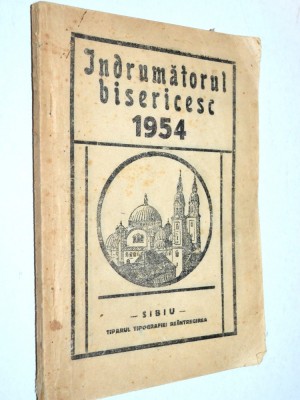 Indrumătorul
bisericesc
1954
– SIBIU –
TIPARUL TIPOGRAFIEI REÎNTREGIREA